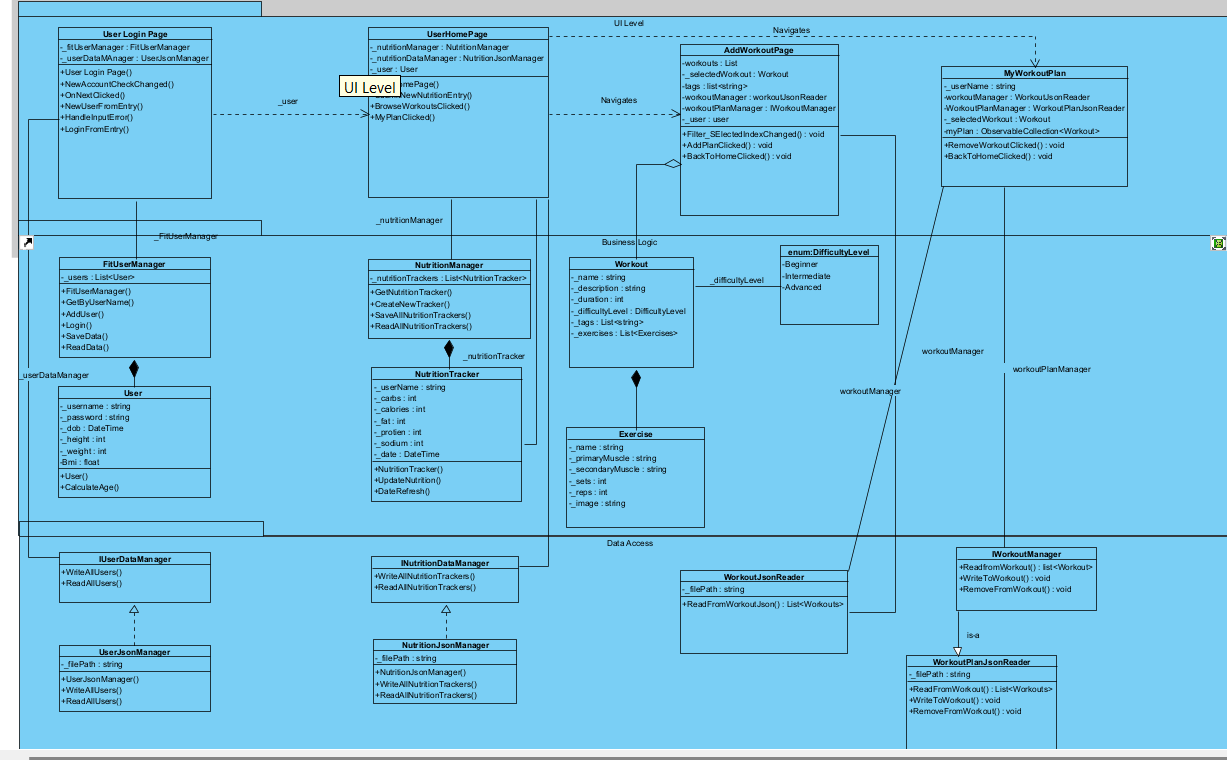 UI Level
User Login Page
-_fitUserManager : FitUserManager
-_userDataMAnager : UserJsonManager
+User Login Page()
+NewAccountCheckChanged()
+OnNextClicked()
+NewUserFromEntry()
+HandleInputError()
+LoginFromEntry()
_user
UserHomePage
-_nutritionManager : NutritionManager
-_nutritionDataManager : NutritionJsonManager
-_user : User
omePage()
NewNutritionEntry()
+BrowseWorkoutsClicked()
+MyPlanClicked()
UI Level
Navigates
Navigates
AddWorkoutPage
-workouts : List
-_selectedWorkout : Workout
-tags : list<string>
-workoutManager : workoutJsonReader
-workoutPlanManager : IWorkoutManager
-_user : user
+Filter_SElectedIndexChanged() : void
+AddPlanClicked() : void
+BackToHomeClicked() : void
MyWorkoutPlan
-_userName : string
-workoutManager : WorkoutJsonReader
-WorkoutPlanManager : WorkoutPlanJsonReader
-_selectedWorkout : Workout
-myPlan : ObservableCollection<Workout>
+RemoveWorkoutClicked() : void
+BackToHomeClicked() : void
_nutritionManager
_FitUserManager
Business Logic
FitUserManager
-_users : List<User>
+FitUserManager()
+GetByUserName()
+AddUser()
+Login()
+SaveData()
+ReadData()
NutritionManager
-_nutritionTrackers : List<NutritionTracker>
+GetNutritionTracker()
+CreateNewTracker()
+SaveAllNutritionTrackers()
+ReadAllNutritionTrackers()
Workout
-_name : string
-_description : string
-_duration : int
-_difficultyLevel : DifficultyLevel
-_tags : List<string>
-_exercises : List<Exercises>
_difficultyLevel
enum:DifficultyLevel
-Beginner
-Intermediate
-Advanced
_userDataManager
_nutritionTracker
workoutManager
workoutPlanManager
workoutManager
User
-_username : string
-_password : string
-_dob : DateTime
-_height : int
-_weight : int
-Bmi : float
+User()
+CalculateAge()
NutritionTracker
-_userName : string
-_carbs : int
-_calories : int
-_fat : int
-_protien : int
-_sodium : int
-_date : DateTime
+NutritionTracker()
+UpdateNutrition()
+DateRefresh()
Exercise
-_name : string
-_primaryMuscle : string
-_secondaryMuscle : string
-_sets : int
-_reps : int
-_image : string
Data Access
IUserDataManager
+WriteAllUsers()
+ReadAllUsers()
INutritionDataManager
+WriteAllNutritionTrackers()
+ReadAllNutritionTrackers()
WorkoutJsonReader
-_filePath : string
+ReadFromWorkoutJson() : List<Workouts>
IWorkoutManager
+ReadfromWorkout() : list<Workout>
+WriteToWorkout() : void
+RemoveFromWorkout() : void
is-a
UserJsonManager
-_filePath : string
+UserJsonManager()
+WriteAllUsers()
+ReadAllUsers()
NutritionJsonManager
-_filePath : string
+NutritionJsonManager()
+WriteAllNutritionTrackers()
+ReadAllNutritionTrackers()
WorkoutPlanJsonReader
-_filePath : string
+ReadFromWorkout() : List<Workouts>
+WriteToWorkout() : void
+RemoveFromWorkout() : void